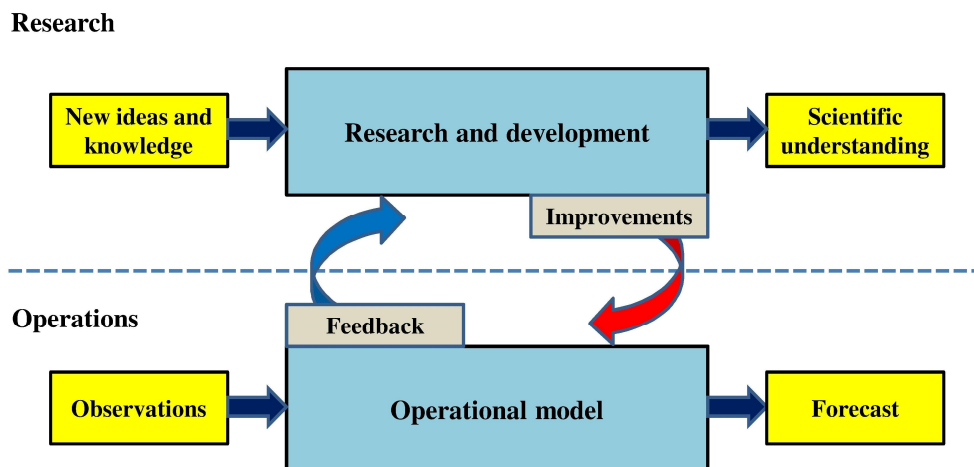 Research
New ideas and
knowledge
Research and development
Scientific
understanding
Improvements
Operations
Feedback
Observations
Operational model
Forecast